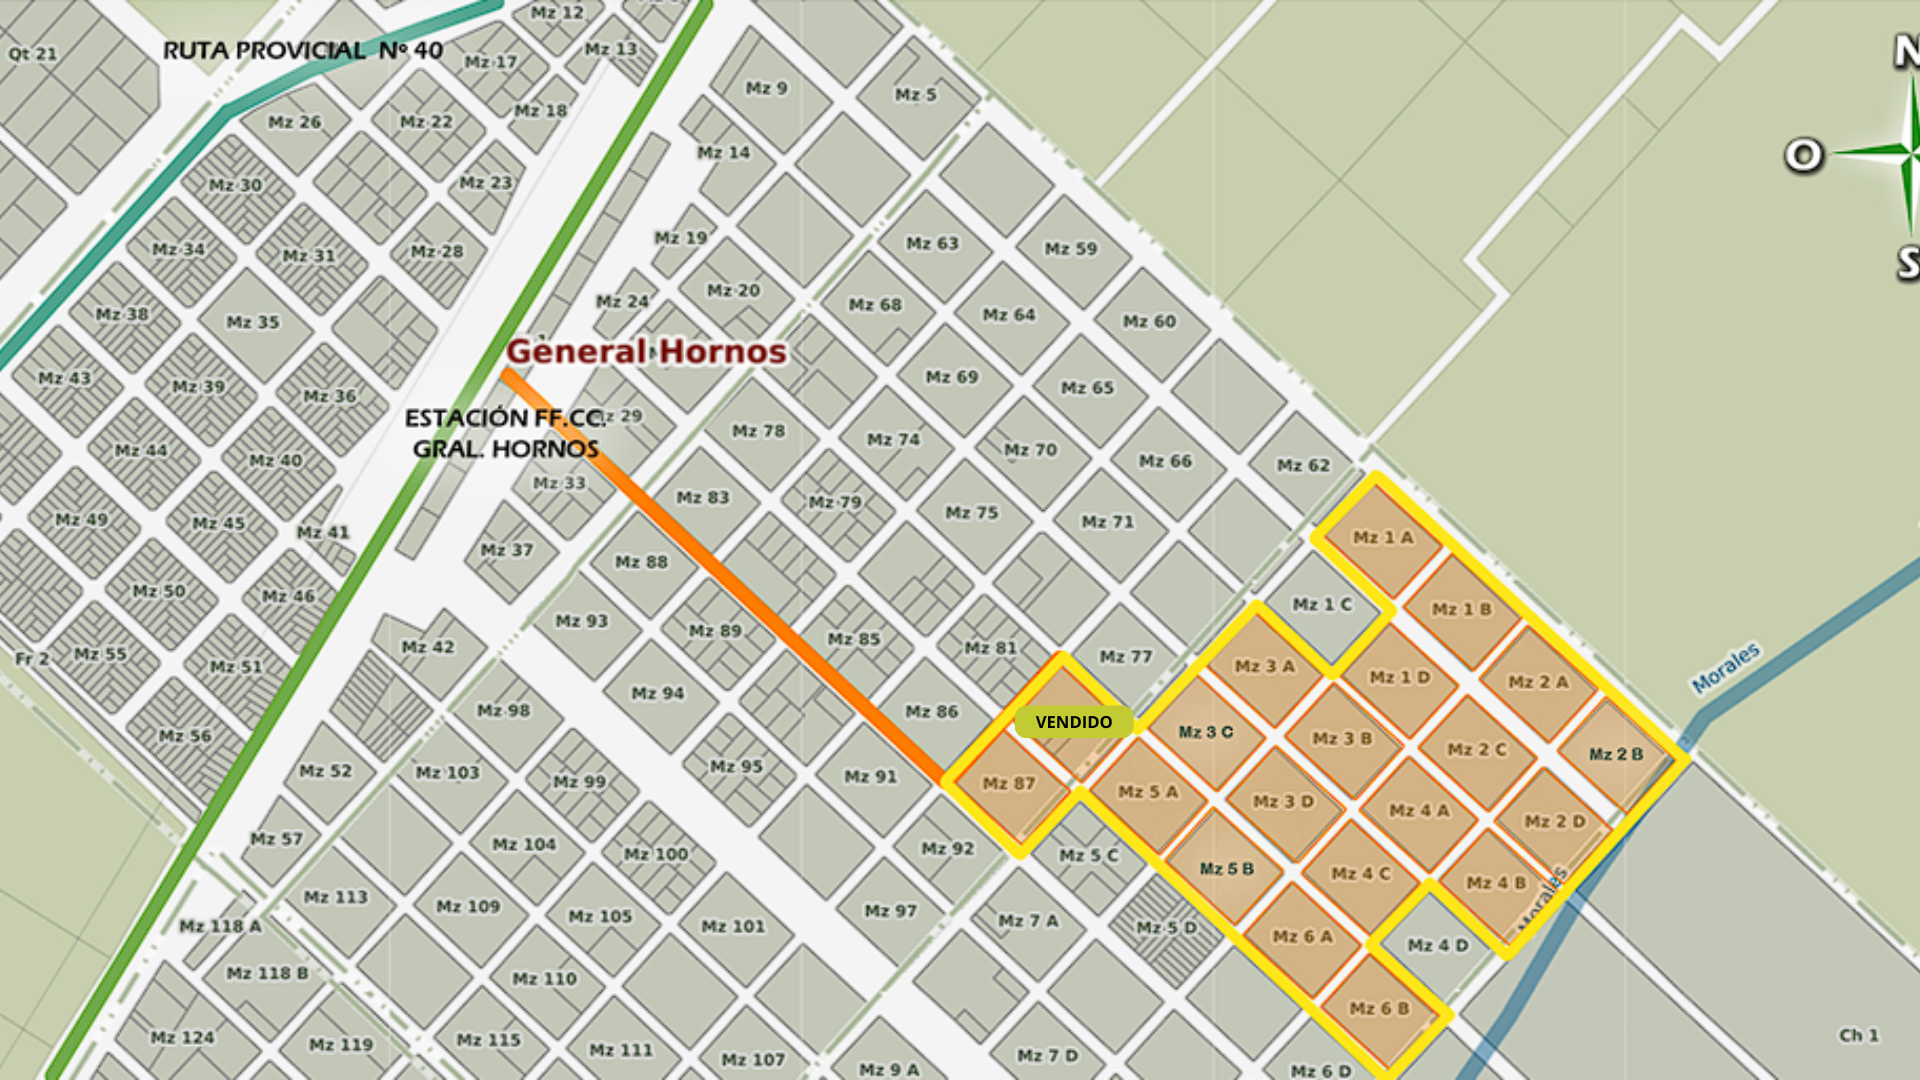 Mz 12
Qt 21
RUTA PROVICIAL Nº 40
Mz 13
N
Mz 17
Mz 9
Mz 5
Mz 18
Mz 26
Mz 22
Mz 14
O
Mz 30
Mz 23
Mz 19
Mz 63
Mz 59
Mz 34
Mz 31
Mz 28
S
Mz 20
Mz 24
Mz 68
Mz 64
Mz 60
Mz 38
Mz 35
General Hornos
Mz 43
Mz 39
Mz 36
Mz 69
Mz 65
ESTACIÓN FF.CC.
GRAL. HORNOS
29
Mz 78
Mz 74
Mz 70
Mz 66
Mz 62
Mz 44
Mz 40
Mz 33
Mz 83
Mz 79
Mz 75
Mz 71
Mz 49
Mz 45
Mz 41
Mz 37
Mz 88
Mz 1 A
Mz 50
Mz 46
Mz 93
Mz 89
Mz 85
Mz 81
Mz 77
Mz 1 C
Mz 1 B
Fr 2
Mz 55
Mz 51
Mz 42
Mz 94
Mz 3 A
Mz 1 D
Mz 2 A
Morales
Mz 56
Mz 98
Mz 86
VENDIDO
Mz 3 C
Mz 3 B
Mz 2 C
Mz 2 B
Mz 52
Mz 103
Mz 99
Mz 95
Mz 91
Mz 87
Mz 5 A
Mz 3 D
Mz 4 A
Mz 2 D
Mz 57
Mz 104
Mz 100
Mz 92
Mz 5 C
Mz 5 B
Mz 4 C
Mz 4 B
Morales
Mz 113
Mz 109
Mz 105
Mz 101
Mz 97
Mz 7 A
Mz 5 D
Mz 6 A
Mz 4 D
Mz 118 A
Mz 118 B
Mz 110
Mz 6 B
Mz 124
Mz 119
Mz 115
Mz 111
Mz 107
Mz 9 A
Mz 7 D
Mz 6 D
Ch 1